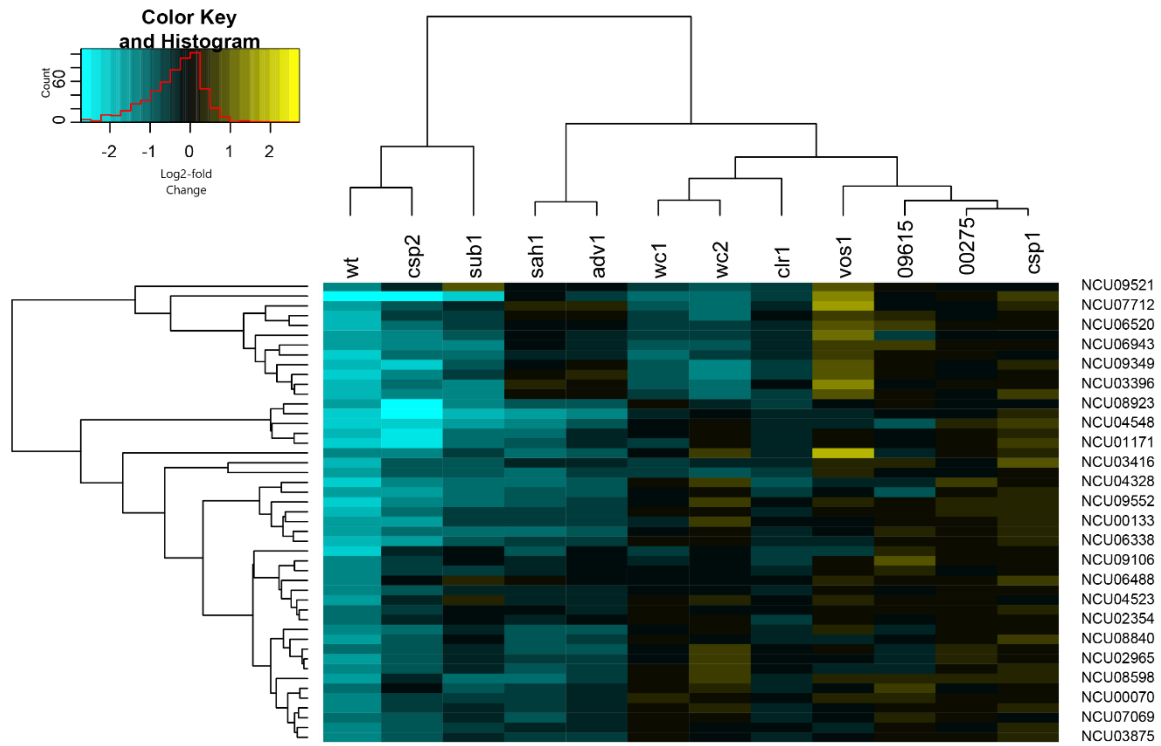 Color Key
and Histogram
Count
0 60
-2 -1 0 1 2
Log2-fold
Change
wt csp2 sub1 sah1 adv1 wc1 wc2 clr1 vos1 09615 00275 csp1
NCU09521
NCU07712
NCU06520
NCU06943
NCU09349
NCU03396
NCU08923
NCU04548
NCU01171
NCU03416
NCU04328
NCU09552
NCU00133
NCU06338
NCU09106
NCU06488
NCU04523
NCU02354
NCU08840
NCU02965
NCU08598
NCU00070
NCU07069
NCU03875